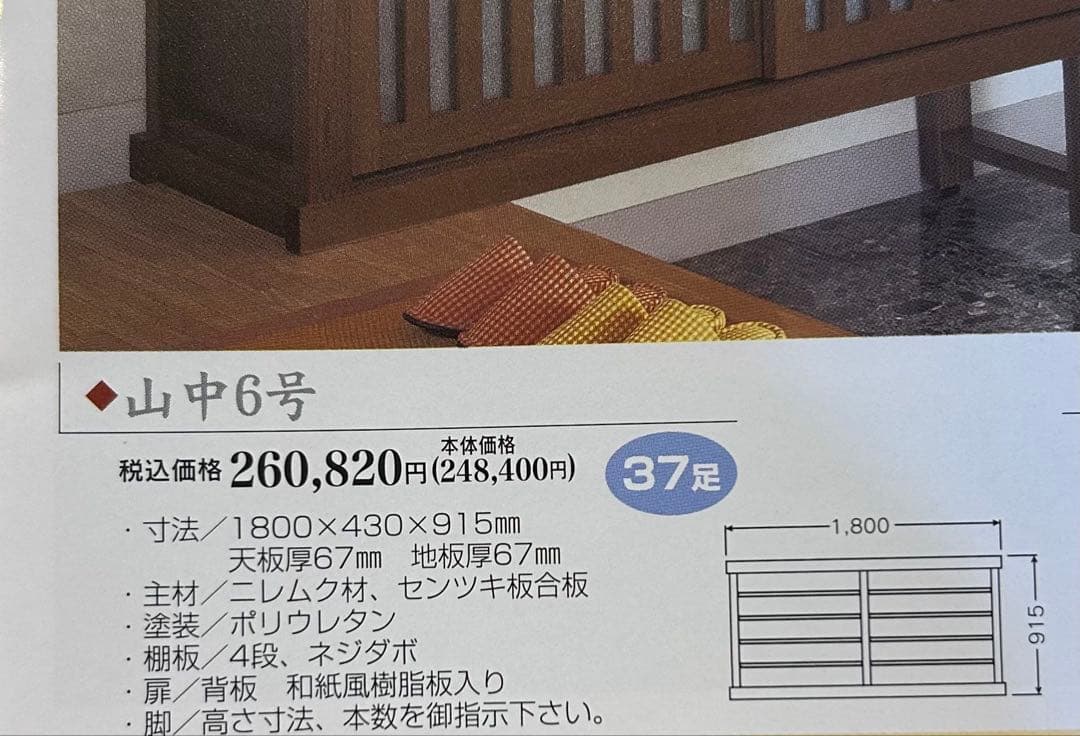 ◆山中6号
本体価格
税込価格260,820円(248,400円)
37足
・寸法／1800×430×915㎜
天板厚67㎜　地板厚67㎜
・主材／ニレムク材、センツキ板合板
・塗装／ポリウレタン
・棚板／4段、ネジダボ
・扉／背板　和紙風樹脂板入り
・脚／高さ寸法、本数を御指示下さい。
1,800
915